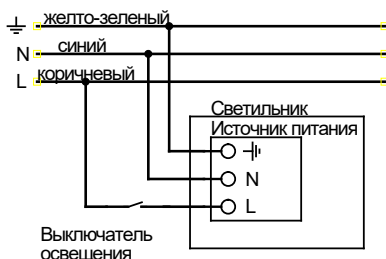 желто-зеленый
N синий
L коричневый
Светильник
Источник питания
N
L
Выключатель
освещения